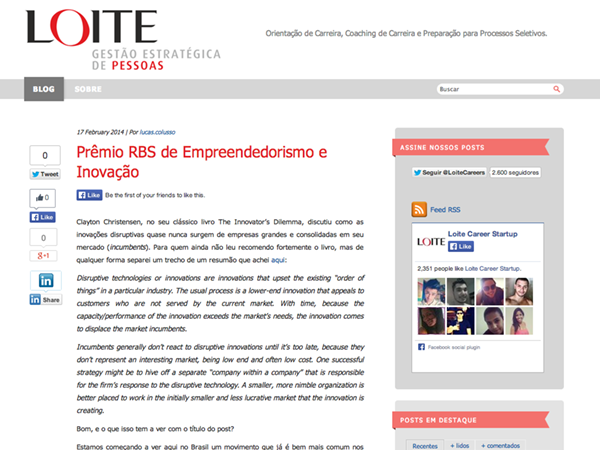 LOITE
GESTÃO ESTRATÉGICA
DE PESSOAS
Orientação de Carreira, Coaching de Carreira e Preparação para Processos Seletivos.
BLOG SOBRE
Buscar
17 February 2014 | Por lucas.colusso
Prêmio RBS de Empreendedorismo e
Inovação
Like Be the first of your friends to like this.
0
Tweet
0
Like
0
g+1
in
in Share
Clayton Christensen, no seu clássico livro The Innovator's Dilemma, discutiu como as
inovações disruptivas quase nunca surgem de empresas grandes e consolidadas em seu
mercado (incumbents). Para quem ainda não leu recomendo fortemente o livro, mas de
qualquer forma separei um trecho de um resumão que achei aqui:
Disruptive technologies or innovations are innovations that upset the existing "order of
things" in a particular industry. The usual process is a lower-end innovation that appeals to
customers who are not served by the current market. With time, because the
capacity/performance of the innovation exceeds the market's needs, the innovation comes
to displace the market incumbents.
Incumbents generally don't react to disruptive innovations until it's too late, because they
don't represent an interesting market, being low end and often low cost. One successful
strategy might be to hive off a separate "company within a company" that is responsible
for the firm's response to the disruptive technology. A smaller, more nimble organization is
better placed to work in the initially smaller and less lucrative market that the innovation is
creating.
Bom, e o que isso tem a ver com o título do post?
Estamos começando a ver aqui no Brasil um movimento que já é bem mais comum nos
ASSINE NOSSOS POSTS
Seguir @LoiteCareers 2.600 seguidores
Feed RSS
LOITE
Loite Career Startup
Like
2,351 people like Loite Career Startup.
Facebook social plugin
POSTS EM DESTAQUE
Recentes + lidos + comentados